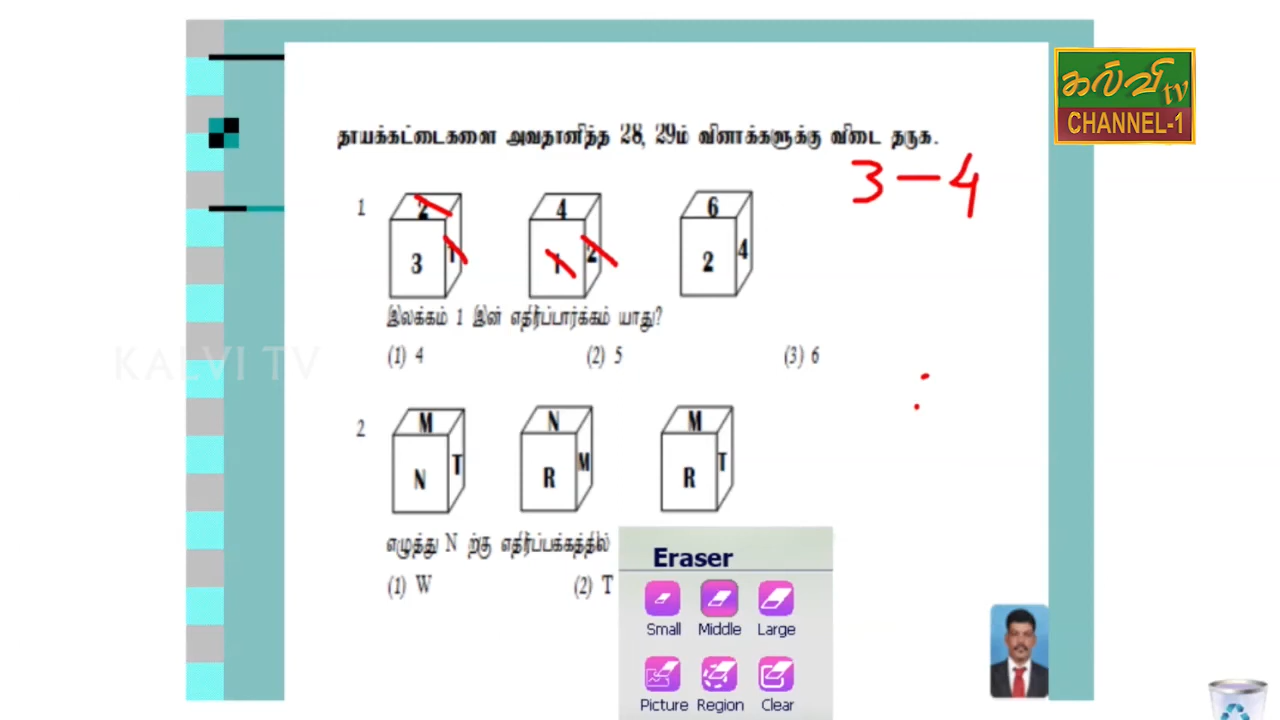 கல்வி tv
CHANNEL-1
தாயக்கட்டைகளை அவதானித்த 28, 29ம் வினாக்களுக்கு விடை தருக.
3 – 4
1
2 3 1
4 1 2
6 2 4
இலக்கம் 1 இன் எதிர்ப்பார்க்கம் யாது?
(1) 4 (2) 5 (3) 6
KALVI TV
2
M N T
N R M
M R T
எழுத்து N ற்கு எதிர்ப்பக்கத்தில்
(1) W (2) T
Eraser
Small Middle Large
Picture Region Clear